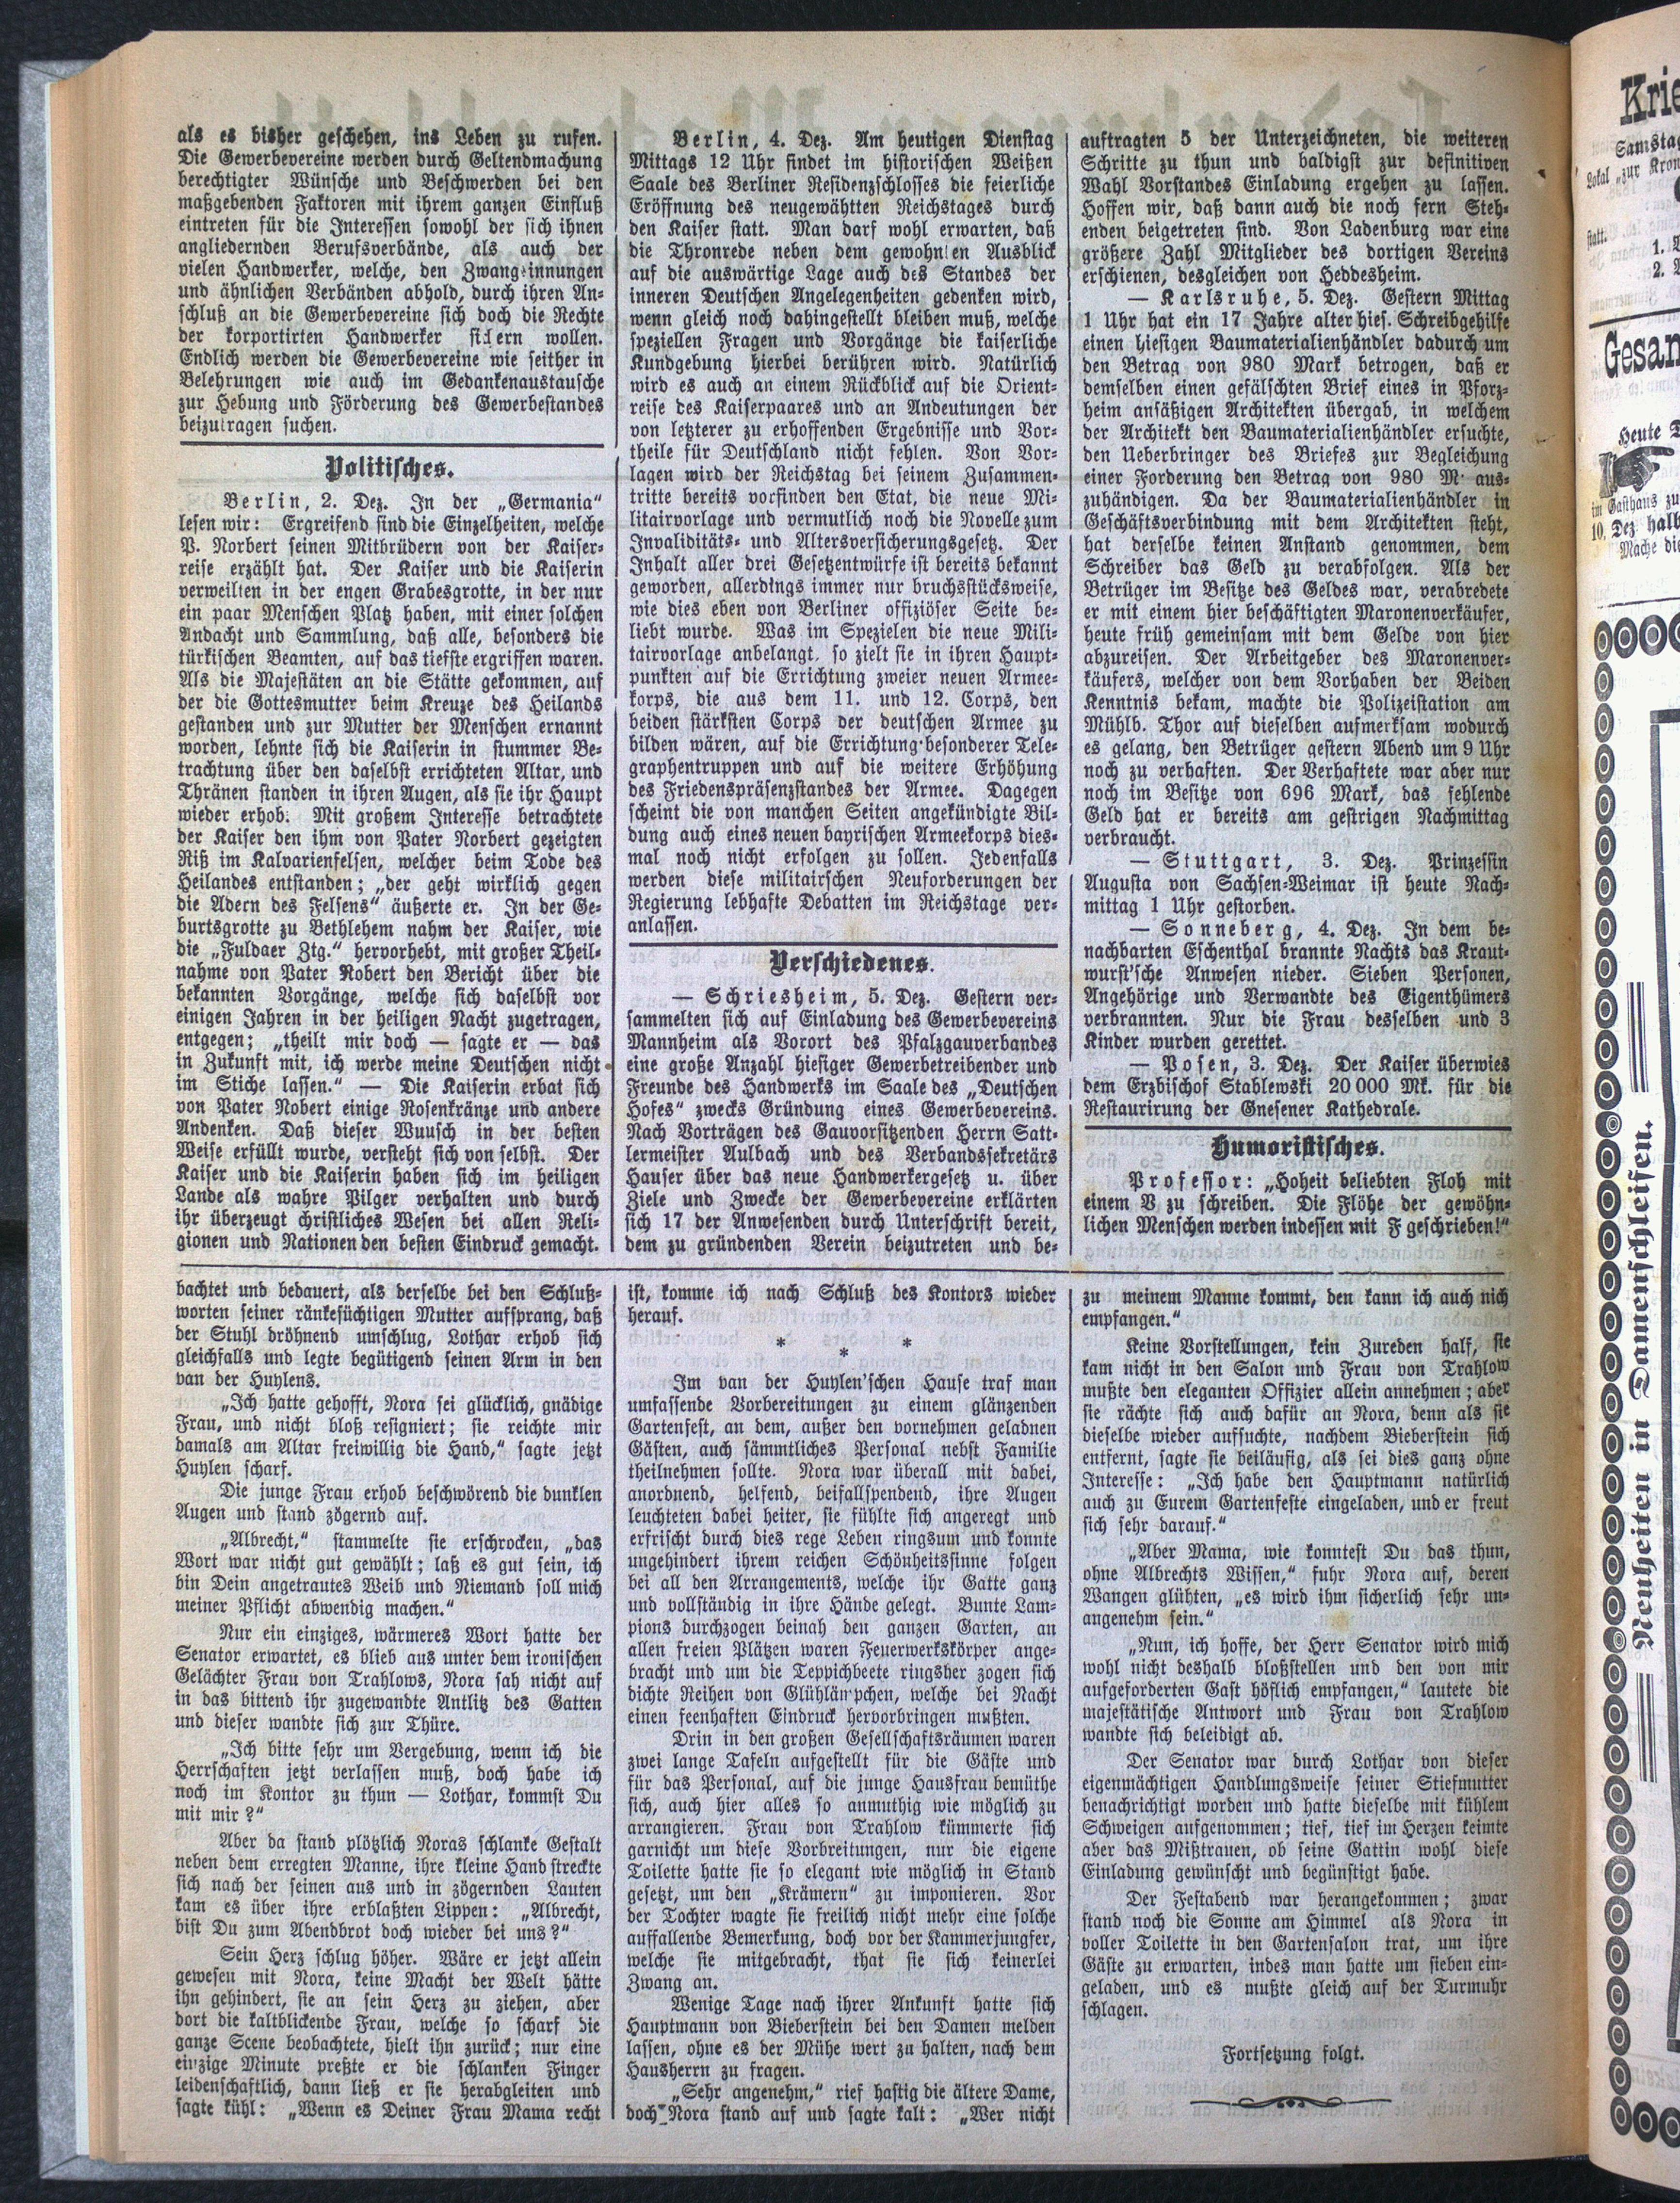 als es bisher geschehen, ins Leben zu rufen.
Die Gewerbevereine werden durch Geltendmachung
berechtigter Wünsche und Beschwerden bei den
maßgebenden Faktoren mit ihrem ganzen Einfluß
eintreten für die Interessen sowohl der sich ihnen
angliedernden Berufsverbände, als auch der
vielen Handwerker, welche, den Zwangsinnungen
und ähnlichen Verbänden abhold, durch ihren An-
schluß an die Gewerbevereine sich doch die Rechte
der korportirten Handwerker sichern wollen.
Endlich werden die Gewerbevereine wie seither in
Belehrungen wie auch im Gedankenaustausche
zur Hebung und Förderung des Gewerbestandes
beizutragen suchen.
Politisches.
Berlin, 2. Dez. In der „Germania“
lesen wir: Ergreifend sind die Einzelheiten, welche
P. Norbert seinen Mitbrüdern von der Kaiser-
reise erzählt hat. Der Kaiser und die Kaiserin
verweilten in der engen Grabesgrotte, in der nur
ein paar Menschen Platz haben, mit einer solchen
Andacht und Sammlung, daß alle, besonders die
türkischen Beamten, auf das tiefste ergriffen waren.
Als die Majestäten an die Stätte gekommen, auf
der die Gottesmutter beim Kreuze des Heilands
gestanden und zur Mutter der Menschen ernannt
worden, lehnte sich die Kaiserin in stummer Be-
trachtung über den daselbst errichteten Altar, und
Thränen standen in ihren Augen, als sie ihr Haupt
wieder erhob. Mit großem Interesse betrachtete
der Kaiser den ihm von Pater Norbert gezeigten
Riß im Kalvarienfelsen, welcher beim Tode des
Heilandes entstanden; „der geht wirklich gegen
die Adern des Felsens“ äußerte er. In der Ge-
burtsgrotte zu Bethlehem nahm der Kaiser, wie
die „Fuldaer Ztg.“ hervorhebt, mit großer Theil-
nahme von Pater Robert den Bericht über die
bekannten Vorgänge, welche sich daselbst vor
einigen Jahren in der heiligen Nacht zugetragen,
entgegen; „theilt mir doch — sagte er — das
in Zukunft mit, ich werde meine Deutschen nicht
im Stiche lassen.“ — Die Kaiserin erbat sich
von Pater Robert einige Rosenkränze und andere
Andenken. Daß dieser Wuusch in der besten
Weise erfüllt wurde, versteht sich von selbst. Der
Kaiser und die Kaiserin haben sich im heiligen
Lande als wahre Pilger verhalten und durch
ihr überzeugt christliches Wesen bei allen Reli-
gionen und Nationen den besten Eindruck gemacht.
Berlin, 4. Dez. Am heutigen Dienstag
Mittags 12 Uhr findet im historischen Weißen
Saale des Berliner Residenzschlosses die feierliche
Eröffnung des neugewähtten Reichstages durch
den Kaiser statt. Man darf wohl erwarten, daß
die Thronrede neben dem gewohnten Ausblick
auf die auswärtige Lage auch des Standes der
inneren Deutschen Angelegenheiten gedenken wird,
wenn gleich noch dahingestellt bleiben muß, welche
speziellen Fragen und Vorgänge die kaiserliche
Kundgebung hierbei berühren wird. Natürlich
wird es auch an einem Rückblick auf die Orient-
reise des Kaiserpaares und an Andeutungen der
von letzterer zu erhoffenden Ergebnisse und Vor-
theile für Deutschland nicht fehlen. Von Vor-
lagen wird der Reichstag bei seinem Zusammen-
tritte bereits vorfinden den Etat, die neue Mi-
litairvorlage und vermutlich noch die Novelle zum
Invaliditäts- und Altersversicherungsgesetz. Der
Inhalt aller drei Gesetzentwürfe ist bereits bekannt
geworden, allerdings immer nur bruchsstücksweise,
wie dies eben von Berliner offiziöser Seite be-
liebt wurde. Was im Spezielen die neue Mili-
tairvorlage anbelangt, so zielt sie in ihren Haupt-
punkten auf die Errichtung zweier neuen Armee-
korps, die aus dem 11. und 12. Corps, den
beiden stärksten Corps der deutschen Armee zu
bilden wären, auf die Errichtung besonderer Tele-
graphentruppen und auf die weitere Erhöhung
des Friedenspräsenzstandes der Armee. Dagegen
scheint die von manchen Seiten angekündigte Bil-
dung auch eines neuen bayrischen Armeekorps dies-
mal noch nicht erfolgen zu sollen. Jedenfalls
werden diese militairschen Neuforderungen der
Regierung lebhafte Debatten im Reichstage ver-
anlassen.
Verschiedenes.
— Schriesheim, 5. Dez. Gestern ver-
sammelten sich auf Einladung des Gewerbevereins
Mannheim als Vorort des Pfalzgauverbandes
eine große Anzahl hiesiger Gewerbetreibender und
Freunde des Handwerks im Saale des „Deutschen
Hofes“ zwecks Gründung eines Gewerbevereins.
Nach Vorträgen des Gauvorsitzenden Herrn Satt-
lermeister Aulbach und des Verbandssekretärs
Hauser über das neue Handwerkergesetz u. über
Ziele und Zwecke der Gewerbevereine erklärten
sich 17 der Anwesenden durch Unterschrift bereit,
dem zu gründenden Verein beizutreten und be-
auftragten 5 der Unterzeichneten, die weiteren
Schritte zu thun und baldigst zur definitiven
Wahl Vorstandes Einladung ergehen zu lassen.
Hoffen wir, daß dann auch die noch fern Steh-
enden beigetreten sind. Von Ladenburg war eine
größere Zahl Mitglieder des dortigen Vereins
erschienen, desgleichen von Heddesheim.
— Karlsruhe, 5. Dez. Gestern Mittag
1 Uhr hat ein 17 Jahre alter hies. Schreibgehilfe
einen hiesigen Baumaterialienhändler dadurch um
den Betrag von 980 Mark betrogen, daß er
demselben einen gefälschten Brief eines in Pforz-
heim ansäßigen Architekten übergab, in welchem
der Architekt den Baumaterialienhändler ersuchte,
den Ueberbringer des Briefes zur Begleichung
einer Forderung den Betrag von 980 M. aus-
zuhändigen. Da der Baumaterialienhändler in
Geschäftsverbindung mit dem Architekten steht,
hat derselbe keinen Anstand genommen, dem
Schreiber das Geld zu verabfolgen. Als der
Betrüger im Besitze des Geldes war, verabredete
er mit einem hier beschäftigten Maronenverkäufer,
heute früh gemeinsam mit dem Gelde von hier
abzureisen. Der Arbeitgeber des Maronenver-
käufers, welcher von dem Vorhaben der Beiden
Kenntnis bekam, machte die Polizeistation am
Mühlb. Thor auf dieselben aufmerksam wodurch
es gelang, den Betrüger gestern Abend um 9 Uhr
noch zu verhaften. Der Verhaftete war aber nur
noch im Besitze von 696 Mark, das fehlende
Geld hat er bereits am gestrigen Nachmittag
verbraucht.
— Stuttgart, 3. Dez. Prinzessin
Augusta von Sachsen-Weimar ist heute Nach-
mittag 1 Uhr gestorben.
— Sonneberg, 4. Dez. In dem be-
nachbarten Eschenthal brannte Nachts das Kraut-
wurst'sche Anwesen nieder. Sieben Personen,
Angehörige und Verwandte des Eigenthümers
verbrannten. Nur die Frau desselben und 3
Kinder wurden gerettet.
— Posen, 3. Dez. Der Kaiser überwies
dem Erzbischof Stablewski 20 000 Mk. für die
Restaurirung der Gnesener Kathedrale.
Humoristisches.
Professor: „Hoheit beliebten Floh mit
einem V zu schreiben. Die Flöhe der gewöhn-
lichen Menschen werden indessen mit F geschrieben!“
bachtet und bedauert, als derselbe bei den Schluß-
worten seiner ränkesüchtigen Mutter aufsprang, daß
der Stuhl dröhnend umschlug, Lothar erhob sich
gleichfalls und legte begütigend seinen Arm in den
van der Huylens.
„Ich hatte gehofft, Nora sei glücklich, gnädige
Frau, und nicht bloß resigniert; sie reichte mir
damals am Altar freiwillig die Hand,“ sagte jetzt
Huylen scharf.
Die junge Frau erhob beschwörend die dunklen
Augen und stand zögernd auf.
„Albrecht,“ stammelte sie erschrocken, „das
Wort war nicht gut gewählt; laß es gut sein, ich
bin Dein angetrautes Weib und Niemand soll mich
meiner Pflicht abwendig machen.“
Nur ein einziges, wärmeres Wort hatte der
Senator erwartet, es blieb aus unter dem ironischen
Gelächter Frau von Trahlows, Nora sah nicht auf
in das bittend ihr zugewandte Antlitz des Gatten
und dieser wandte sich zur Thüre.
„Ich bitte sehr um Vergebung, wenn ich die
Herrschaften jetzt verlassen muß, doch habe ich
noch im Kontor zu thun — Lothar, kommst Du
mit mir?“
Aber da stand plötzlich Noras schlanke Gestalt
neben dem erregten Manne, ihre kleine Hand streckte
sich nach der seinen aus und in zögernden Lauten
kam es über ihre erblaßten Lippen: „Albrecht,
bist Du zum Abendbrot doch wieder bei uns?“
Sein Herz schlug höher. Wäre er jetzt allein
gewesen mit Nora, keine Macht der Welt hätte
ihn gehindert, sie an sein Herz zu ziehen, aber
dort die kaltblickende Frau, welche so scharf die
ganze Scene beobachtete, hielt ihn zurück; nur eine
einzige Minute preßte er die schlanken Finger
leidenschaftlich, dann ließ er sie herabgleiten und
sagte kühl: „Wenn es Deiner Frau Mama recht
ist, komme ich nach Schluß des Kontors wieder
herauf.
* * *
Im van der Huylen'schen Hause traf man
umfassende Vorbereitungen zu einem glänzenden
Gartenfest, an dem, außer den vornehmen geladnen
Gästen, auch sämmtliches Personal nebst Familie
theilnehmen sollte. Nora war überall mit dabei,
anordnend, helfend, beifallspendend, ihre Augen
leuchteten dabei heiter, sie fühlte sich angeregt und
erfrischt durch dies rege Leben ringsum und konnte
ungehindert ihrem reichen Schönheitssinne folgen
bei all den Arrangements, welche ihr Gatte ganz
und vollständig in ihre Hände gelegt. Bunte Lam-
pions durchzogen beinah den ganzen Garten, an
allen freien Plätzen waren Feuerwerkskörper ange-
bracht und um die Teppichbeete ringsher zogen sich
dichte Reihen von Glühlämpchen, welche bei Nacht
einen feenhaften Eindruck hervorbringen mußten.
Drin in den großen Gesellschaftsräumen waren
zwei lange Tafeln aufgestellt für die Gäste und
für das Personal, auf die junge Hausfrau bemüthe
sich, auch hier alles so anmuthig wie möglich zu
arrangieren. Frau von Trahlow kümmerte sich
garnicht um diese Vorbreitungen, nur die eigene
Toilette hatte sie so elegant wie möglich in Stand
gesetzt, um den „Krämern“ zu imponieren. Vor
der Tochter wagte sie freilich nicht mehr eine solche
auffallende Bemerkung, doch vor der Kammerjungfer,
welche sie mitgebracht, that sie sich keinerlei
Zwang an.
Wenige Tage nach ihrer Ankunft hatte sich
Hauptmann von Bieberstein bei den Damen melden
lassen, ohne es der Mühe wert zu halten, nach dem
Hausherrn zu fragen.
„Sehr angenehm,“ rief hastig die ältere Dame,
doch Nora stand auf und sagte kalt: „Wer nicht
zu meinem Manne kommt, den kann ich auch nich
empfangen.“
Keine Vorstellungen, kein Zureden half, sie
kam nicht in den Salon und Frau von Trahlow
mußte den eleganten Offizier allein annehmen; aber
sie rächte sich auch dafür an Nora, denn als sie
dieselbe wieder aufsuchte, nachdem Bieberstein sich
entfernt, sagte sie beiläufig, als sei dies ganz ohne
Interesse: „Ich habe den Hauptmann natürlich
auch zu Eurem Gartenfeste eingeladen, und er freut
sich sehr darauf.“
„Aber Mama, wie konntest Du das thun,
ohne Albrechts Wissen,“ fuhr Nora auf, deren
Wangen glühten, „es wird ihm sicherlich sehr un-
angenehm sein.“
„Nun, ich hoffe, der Herr Senator wird mich
wohl nicht deshalb bloßstellen und den von mir
aufgeforderten Gast höflich empfangen,“ lautete die
majestätische Antwort und Frau von Trahlow
wandte sich beleidigt ab.
Der Senator war durch Lothar von dieser
eigenmächtigen Handlungsweise seiner Stiefmutter
benachrichtigt worden und hatte dieselbe mit kühlem
Schweigen aufgenommen; tief, tief im Herzen keimte
aber das Mißtrauen, ob seine Gattin wohl diese
Einladung gewünscht und begünstigt habe.
Der Festabend war herangekommen; zwar
stand noch die Sonne am Himmel als Nora in
voller Toilette in den Gartensalon trat, um ihre
Gäste zu erwarten, indes man hatte um sieben ein-
geladen, und es mußte gleich auf der Turmuhr
schlagen.
Fortsetzung folgt.
Samstag
Lokal „zur Kron
statt.
1.
2.
Heute
im Gasthaus zu
10. Dez. halb
Mache die
Neuheiten in Damenschleifen.